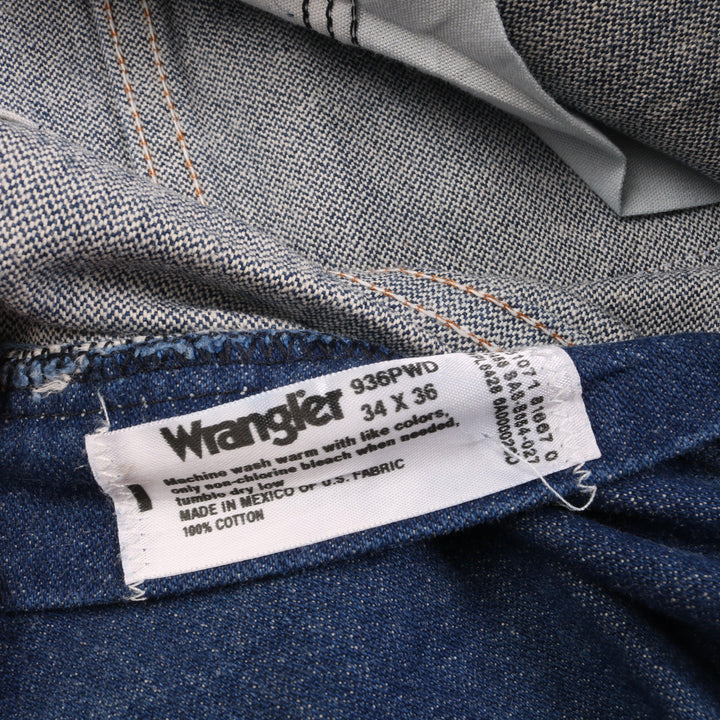 Wrangler 936PWD
34 X 36
Machine wash warm with like colors,
only non-chlorine bleach when needed,
tumble dry low
MADE IN MEXICO OF U.S. FABRIC
100% COTTON